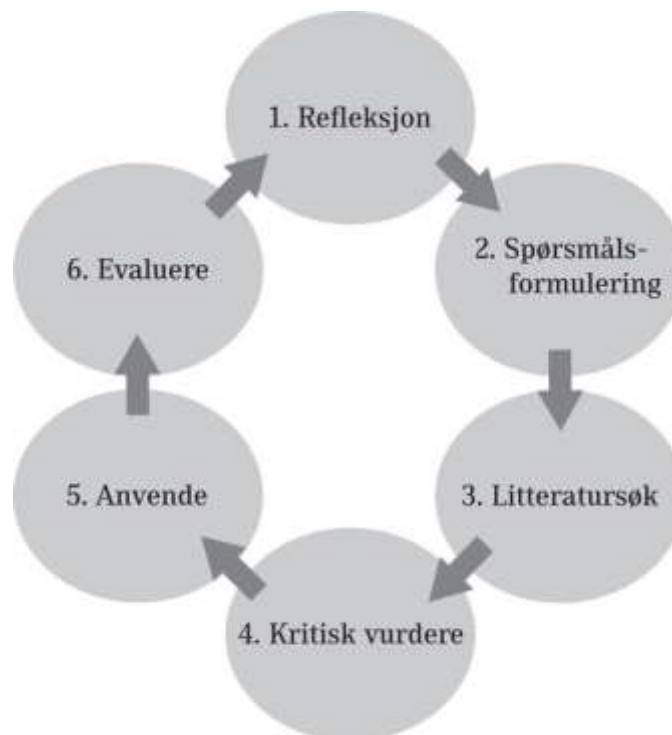 1. Refleksjon
2. Spørsmåls-
formulering
3. Litteratursøk
4. Kritisk vurdere
5. Anvende
6. Evaluere